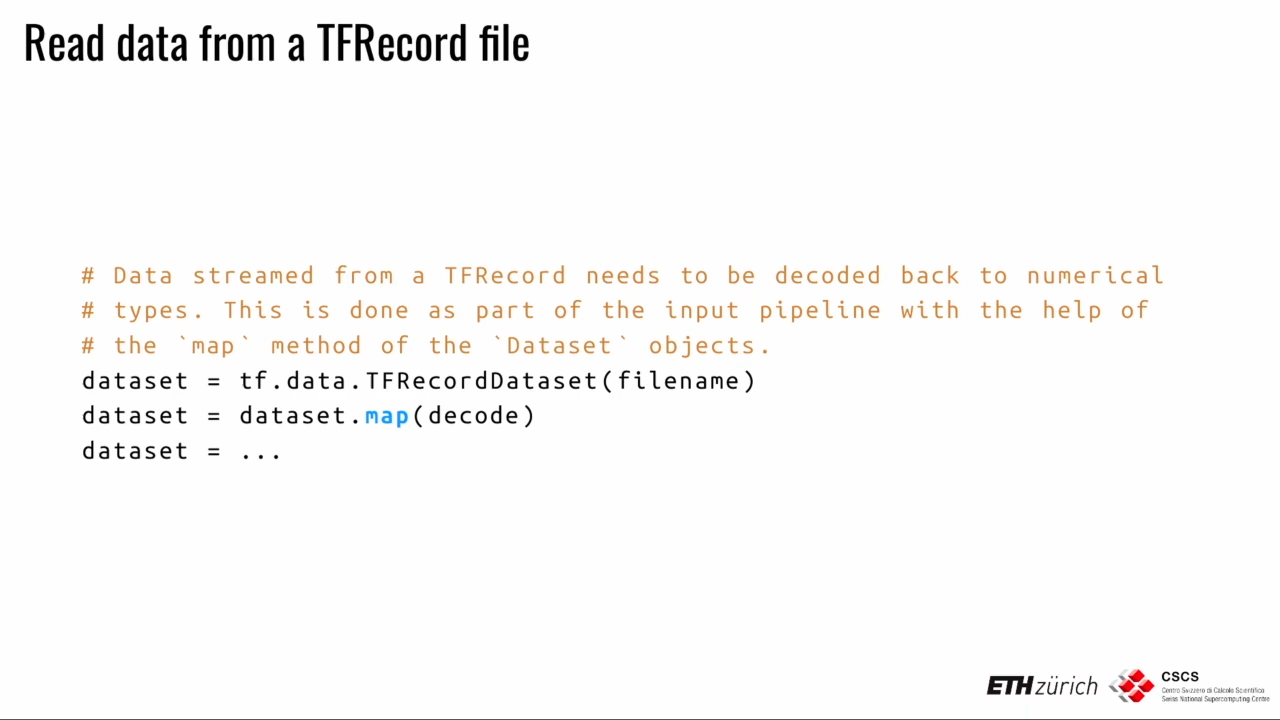 Read data from a TFRecord file
# Data streamed from a TFRecord needs to be decoded back to numerical
# types. This is done as part of the input pipeline with the help of
# the `map` method of the `Dataset` objects.
dataset = tf.data.TFRecordDataset(filename)
dataset = dataset.map(decode)
dataset = ...
ETH zürich
CSCS
Centro Svizzero di Calcolo Scientifico
Swiss National Supercomputing Centre